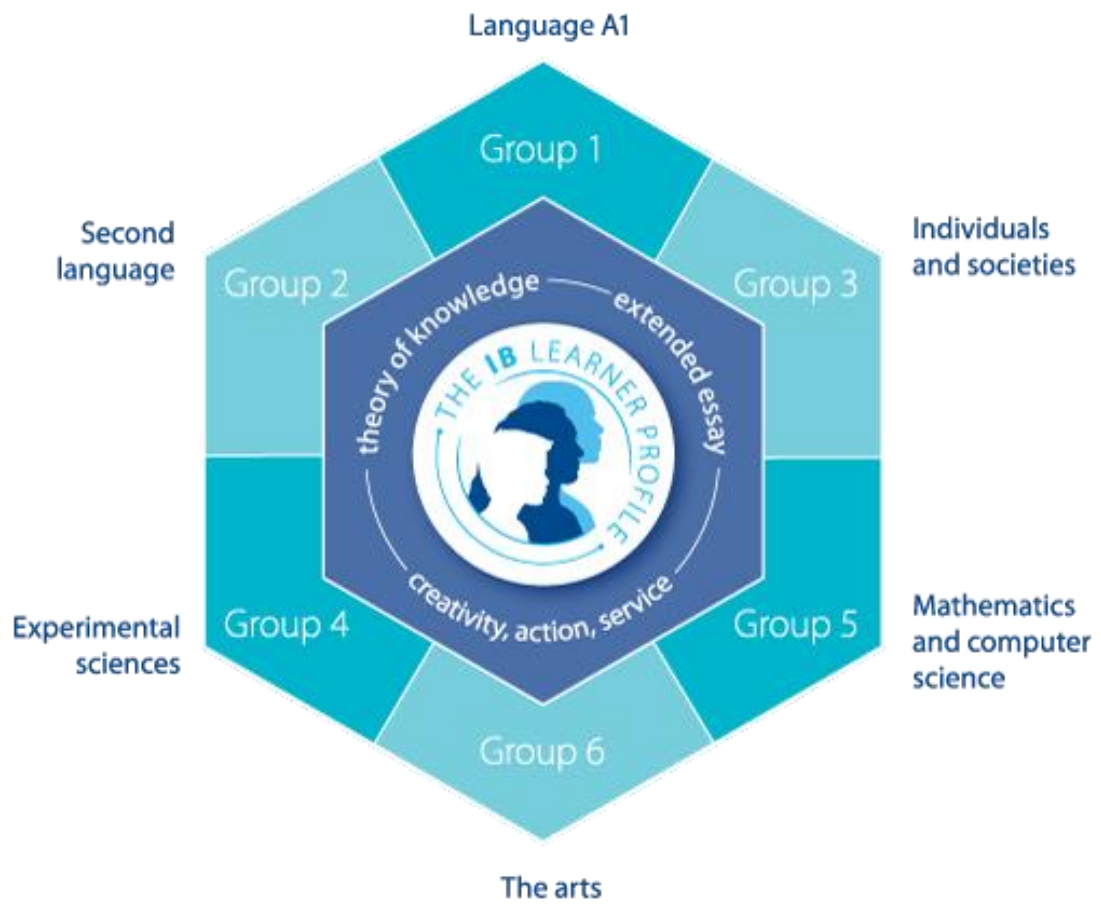 Language A1
Group 1
Second
language
Group 2
Individuals
and societies
Group 3
theory of knowledge
extended essay
THE IB LEARNER PROFILE
creativity, action, service
Experimental
sciences
Group 4
Mathematics
and computer
science
Group 5
Group 6
The arts